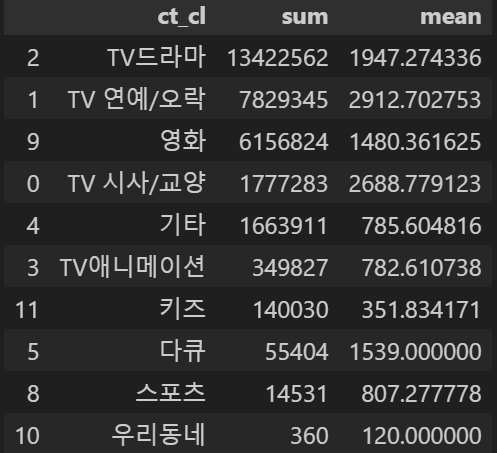 ct_cl sum mean
2 TV드라마 13422562 1947.274336
1 TV 연예/오락 7829345 2912.702753
9 영화 6156824 1480.361625
0 TV 시사/교양 1777283 2688.779123
4 기타 1663911 785.604816
3 TV애니메이션 349827 782.610738
11 키즈 140030 351.834171
5 다큐 55404 1539.000000
8 스포츠 14531 807.277778
10 우리동네 360 120.000000